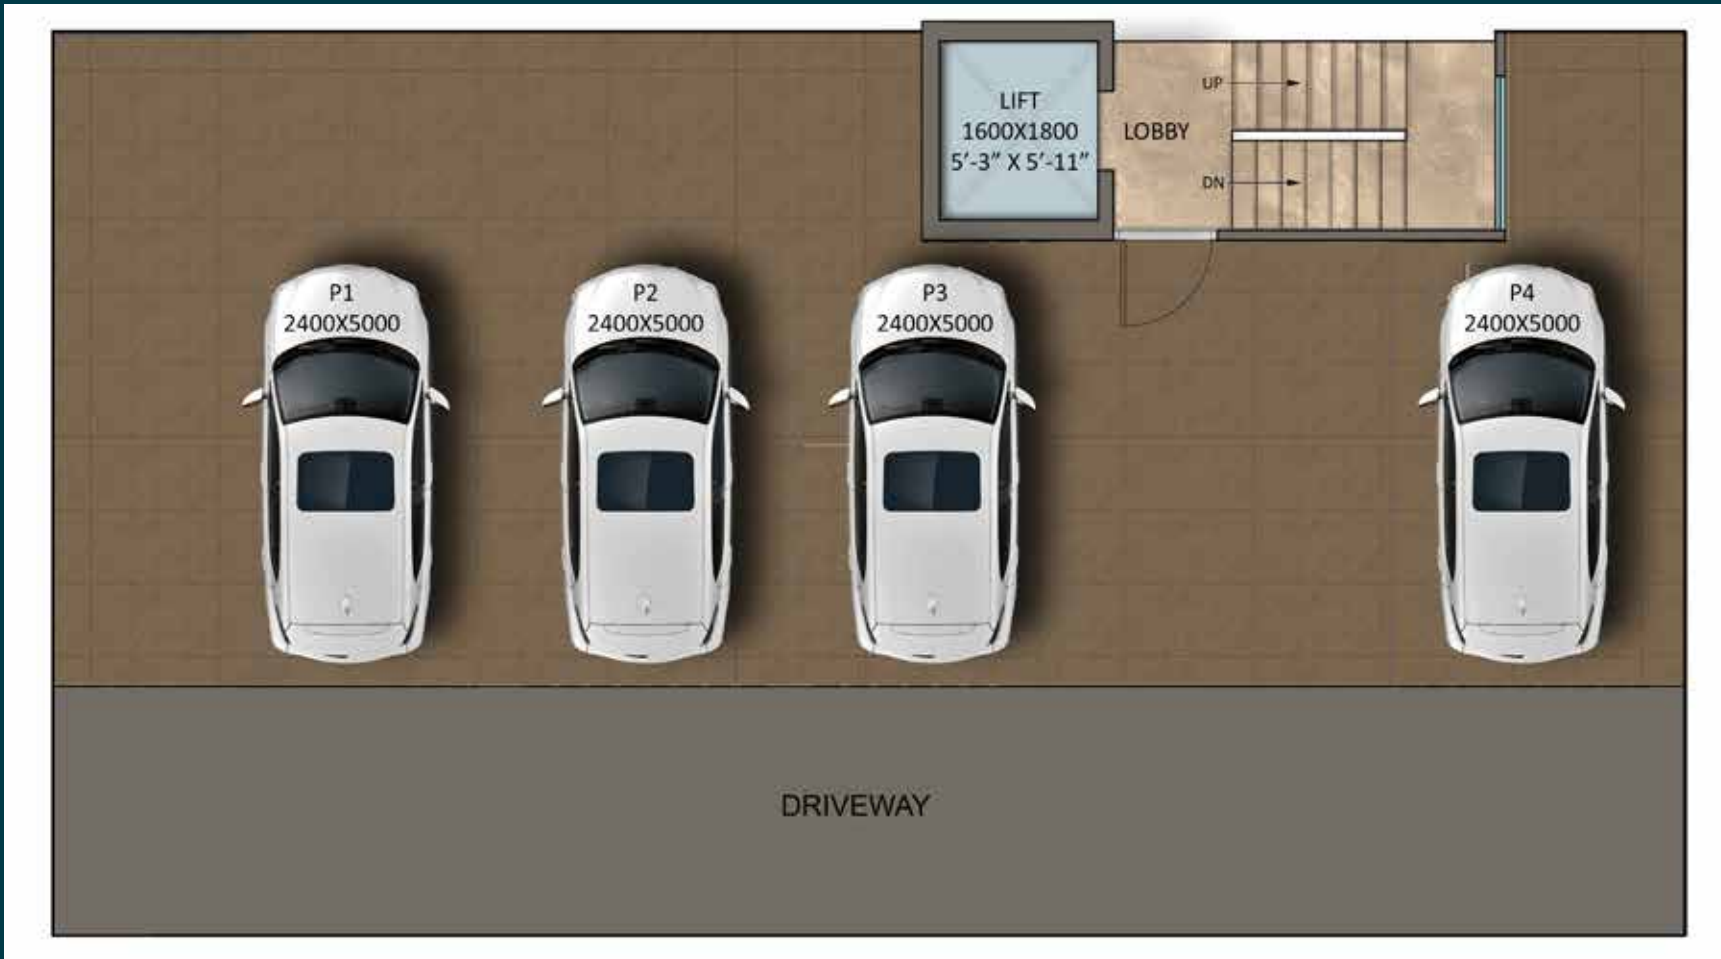 LIFT
1600X1800
5'-3" X 5'-11"
LOBBY
UP
DN
P1
2400X5000
P2
2400X5000
P3
2400X5000
P4
2400X5000
DRIVEWAY